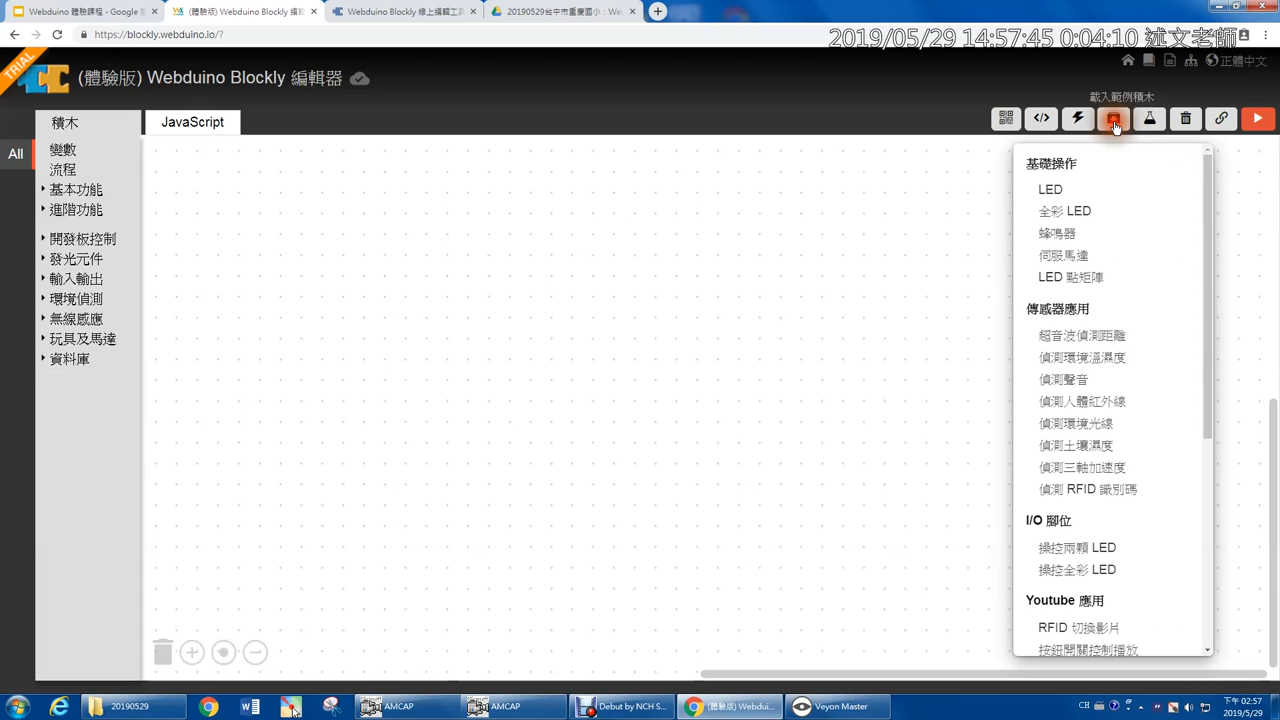 Webduino 體驗課程 - Google S
(體驗版) Webduino Blockly 編輯
Webduino Blockly 線上編輯工具
20190529台中市重慶國小：We
https://blockly.webduino.io/?
2019/05/29 14:57:45 0:04:10 述文老師
TRIAL
(體驗版) Webduino Blockly 編輯器
正體中文
載入範例積木
積木
JavaScript
All
變數
流程
基本功能
進階功能
開發板控制
發光元件
輸入輸出
環境偵測
無線感應
玩具及馬達
資料庫
基礎操作
LED
全彩 LED
蜂鳴器
伺服馬達
LED 點矩陣
傳感器應用
超音波偵測距離
偵測環境溫濕度
偵測聲音
偵測人體紅外線
偵測環境光線
偵測土壤濕度
偵測三軸加速度
偵測 RFID 識別碼
I/O 腳位
操控兩顆 LED
操控全彩 LED
Youtube 應用
RFID 切換影片
按鈕開關控制播放
20190529
AMCAP
AMCAP
Debut by NCH S...
(體驗版) Webdui...
Veyon Master
CH
下午 02:57
2019/5/29